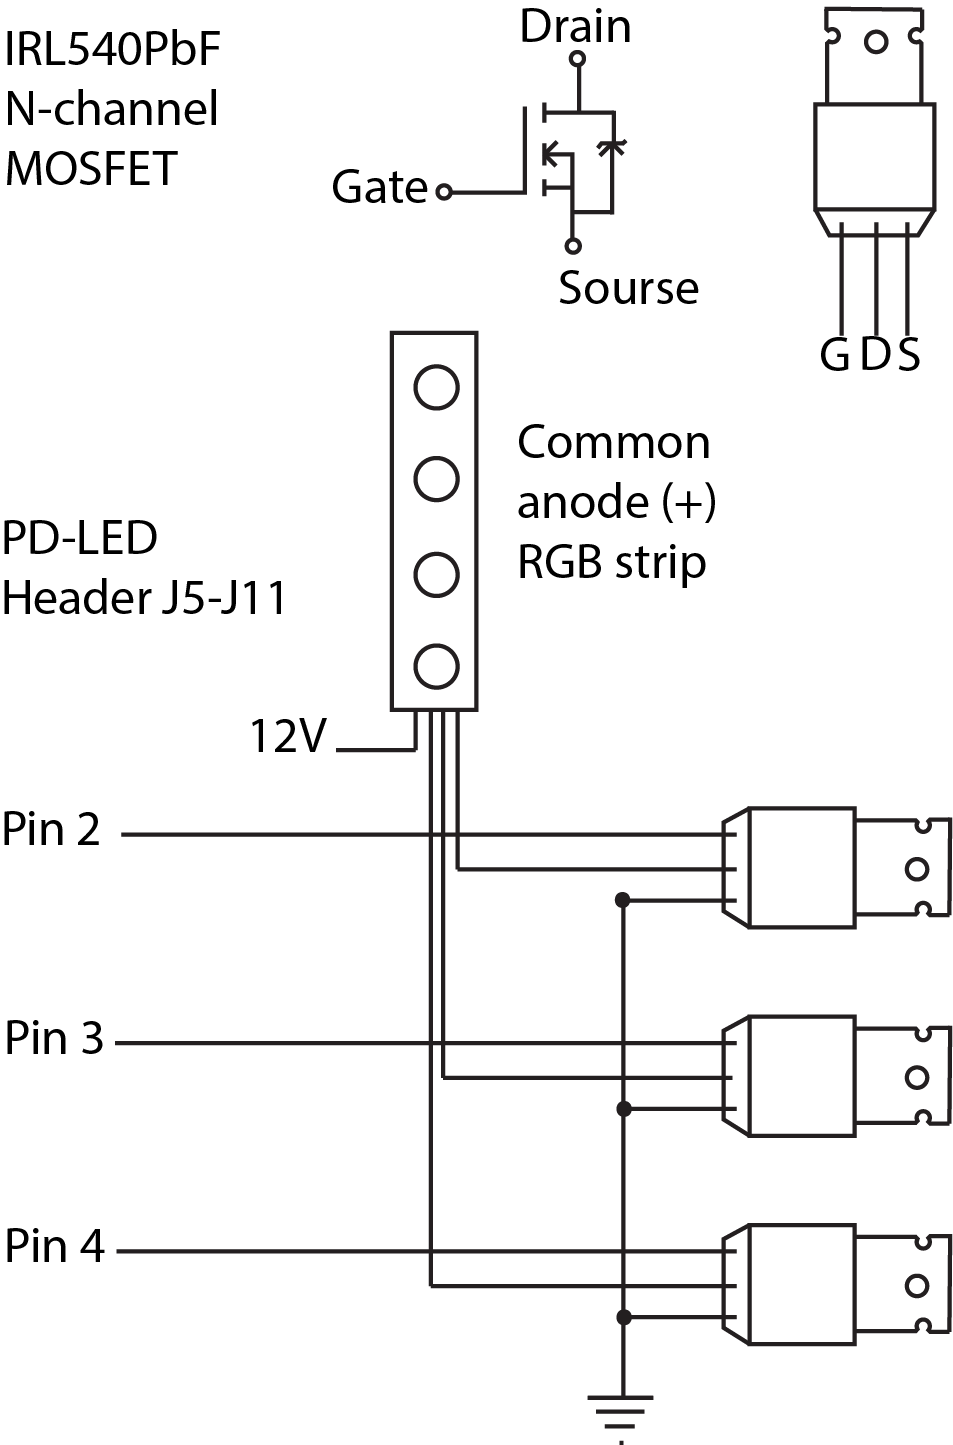 IRL540PbF
N-channel
MOSFET
Drain
Gate
Sourse
G D S
Common
anode (+)
RGB strip
PD-LED
Header J5-J11
12V
Pin 2
Pin 3
Pin 4